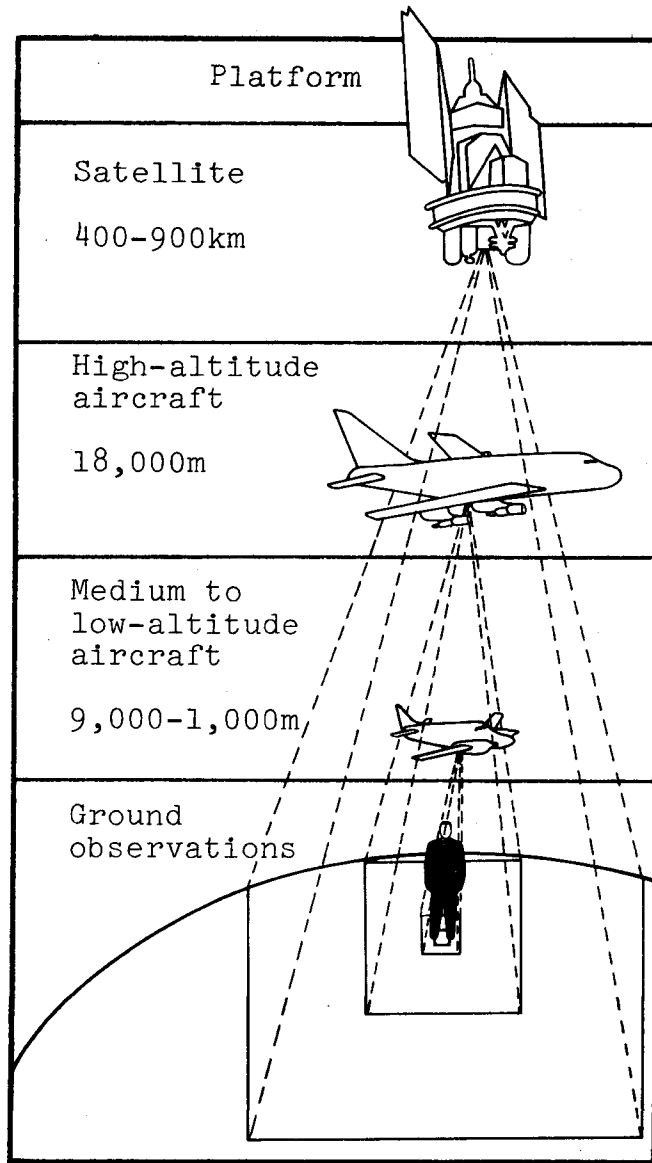 Platform
Satellite
400-900km
High-altitude
aircraft
18,000m
Medium to
low-altitude
aircraft
9,000-1,000m
Ground
observations